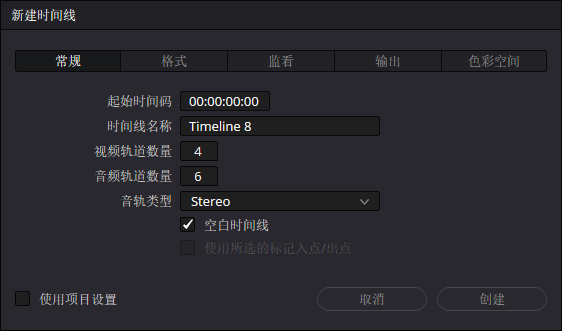 新建时间线
常规 格式 监看 输出 色彩空间
起始时间码 00:00:00:00
时间线名称 Timeline 8
视频轨道数量 4
音频轨道数量 6
音轨类型 Stereo
空白时间线
使用所选的标记入点/出点
使用项目设置 取消 创建